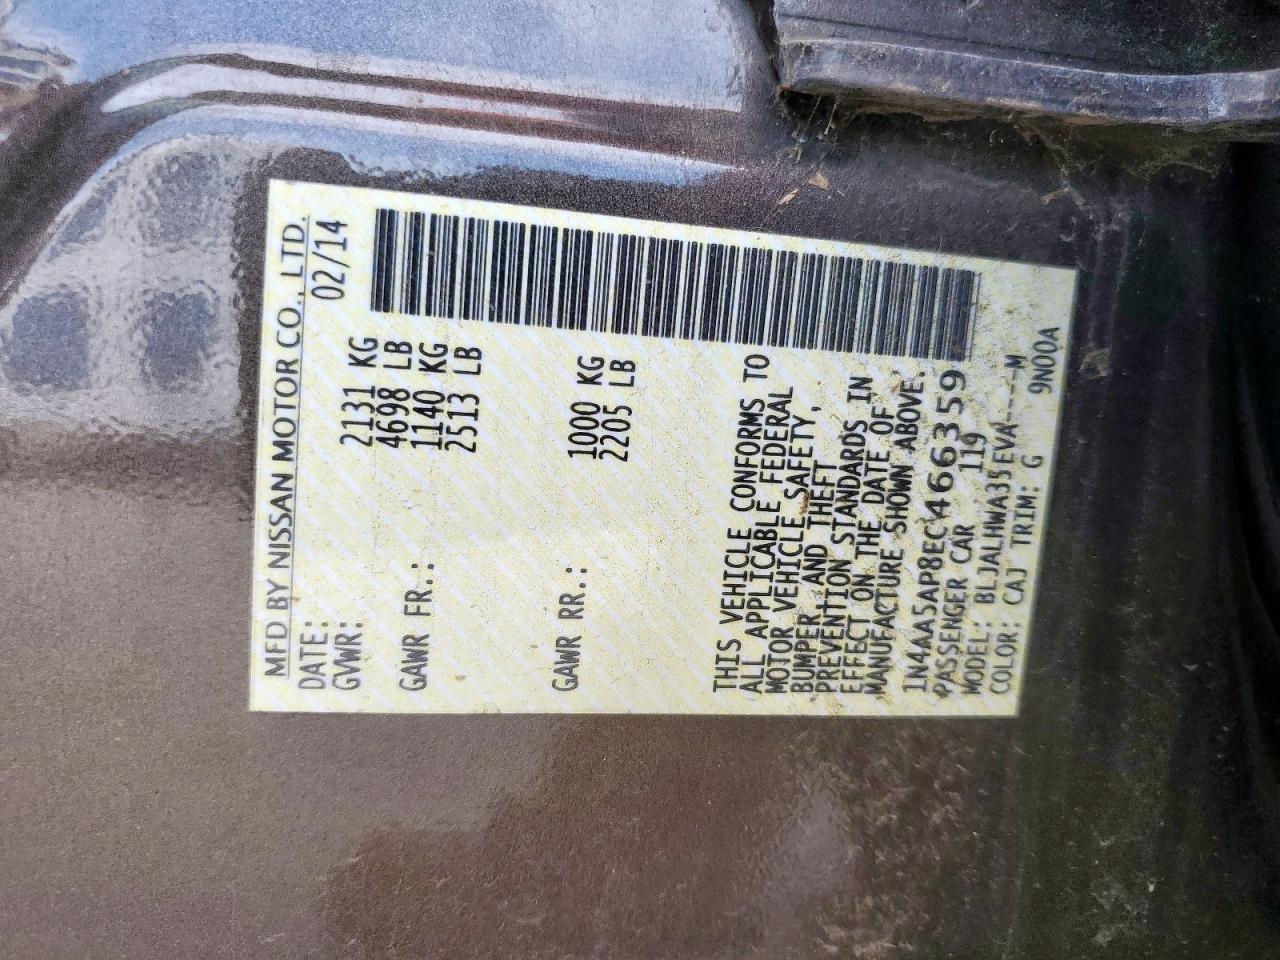 MFD BY NISSAN MOTOR CO., LTD.
DATE: 02/14
GVWR: 2131 KG
4698 LB
GAWR FR.: 1140 KG
2513 LB
GAWR RR.: 1000 KG
2205 LB
THIS VEHICLE CONFORMS TO
ALL APPLICABLE FEDERAL
MOTOR VEHICLE SAFETY,
BUMPER AND THEFT
PREVENTION STANDARDS IN
EFFECT ON THE DATE OF
MANUFACTURE SHOWN ABOVE.
1N4AA5AP8EC466359
PASSENGER CAR 119
MODEL: BLJALHWA35EVA----M
COLOR: CAJ TRIM: G 9N00A